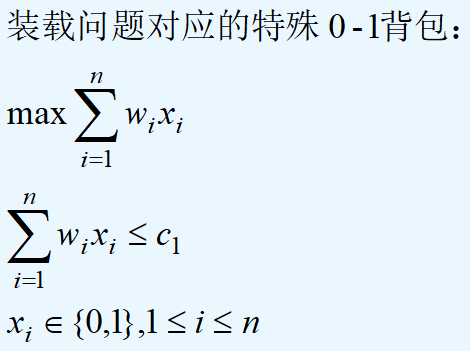 装载问题对应的特殊0-1背包：
max ∑_{i=1}^{n} w_i x_i
∑_{i=1}^{n} w_i x_i ≤ c_1
x_i ∈ {0,1},1 ≤ i ≤ n